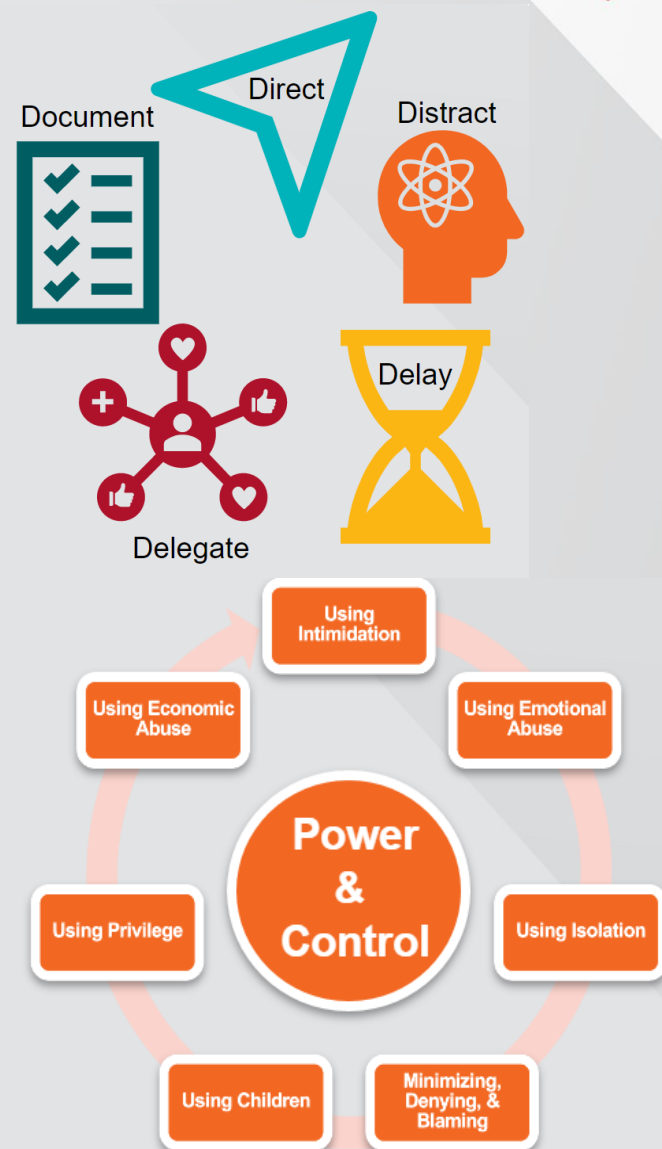 Direct
Document
Distract
Delay
Delegate
Using
Intimidation
Using Economic
Abuse
Using Emotional
Abuse
Power
&
Control
Using Privilege
Using Isolation
Using Children
Minimizing,
Denying, &
Blaming